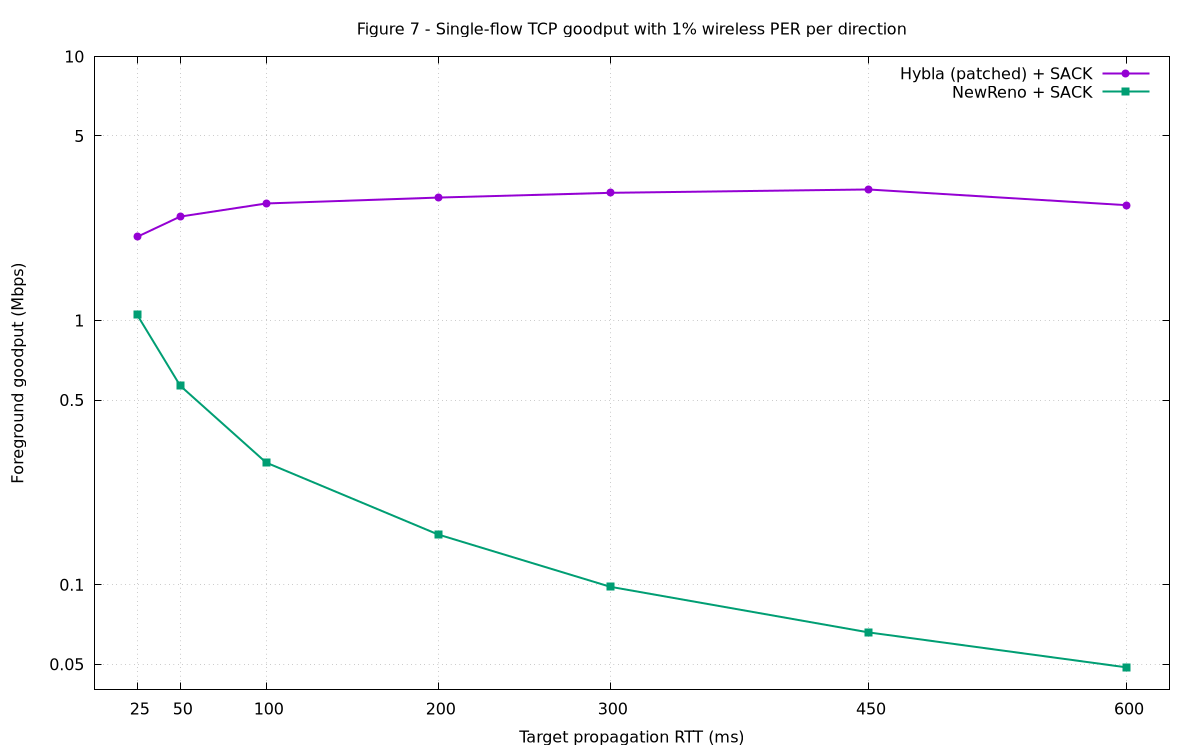 Figure 7 - Single-flow TCP goodput with 1% wireless PER per direction
Hybla (patched) + SACK
NewReno + SACK
Foreground goodput (Mbps)
10
5
1
0.5
0.1
0.05
25 50 100 200 300 450 600
Target propagation RTT (ms)